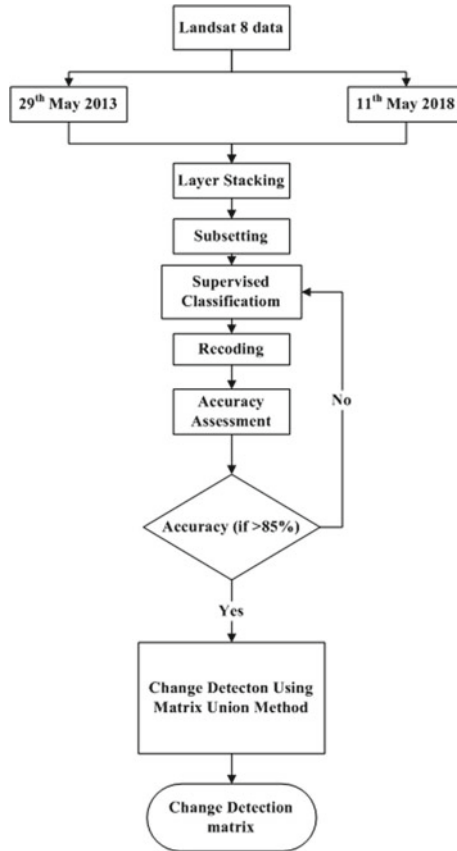 Landsat 8 data
29th May 2013
11th May 2018
Layer Stacking
Subsetting
Supervised
Classificatiom
Recoding
Accuracy
Assessment
No
Accuracy (if >85%)
Yes
Change Detecton Using
Matrix Union Method
Change Detection
matrix